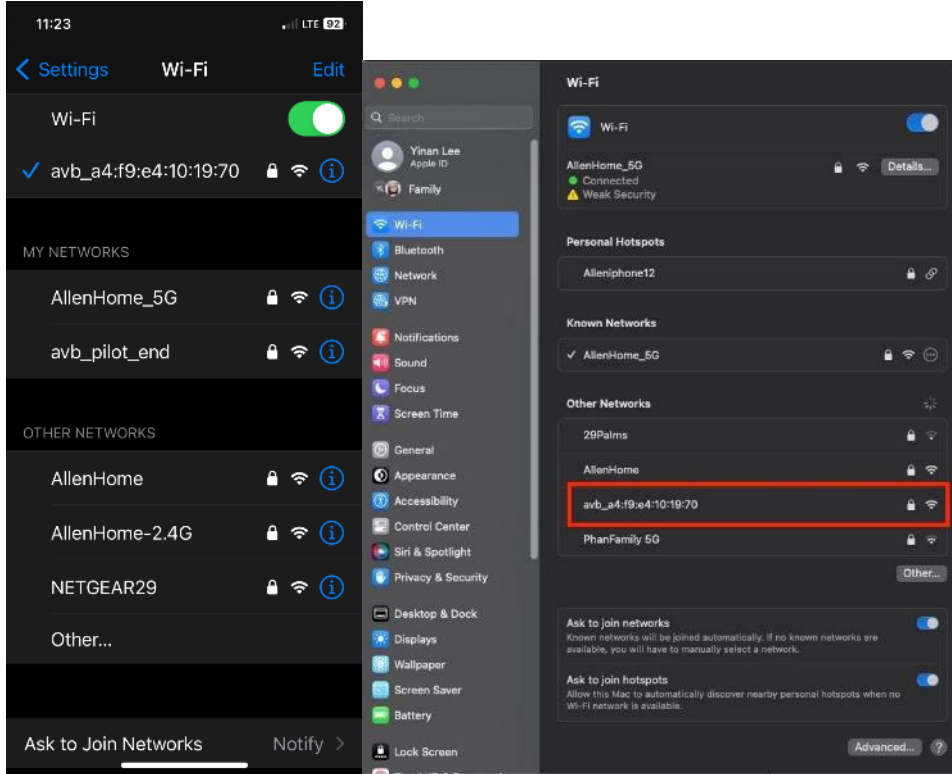 11:23
LTE 92
Settings
Wi-Fi
Edit
Wi-Fi
avb_a4:f9:e4:10:19:70
MY NETWORKS
AllenHome_5G
avb_pilot_end
OTHER NETWORKS
AllenHome
AllenHome-2.4G
NETGEAR29
Other...
Ask to Join Networks
Notify
Search
Yinan Lee
Apple ID
Family
Wi-Fi
Bluetooth
Network
VPN
Notifications
Sound
Focus
Screen Time
General
Appearance
Accessibility
Control Center
Siri & Spotlight
Privacy & Security
Desktop & Dock
Displays
Wallpaper
Screen Saver
Battery
Lock Screen
Wi-Fi
Wi-Fi
AllenHome_5G
Connected
Weak Security
Details...
Personal Hotspots
Alleniphone12
Known Networks
AllenHome_5G
Other Networks
29Palms
AllenHome
avb_a4:f9:e4:10:19:70
PhanFamily 5G
Other...
Ask to join networks
Known networks will be joined automatically. If no known networks are
available, you will have to manually select a network.
Ask to join hotspots
Allow this Mac to automatically discover nearby personal hotspots when no
Wi-Fi network is available.
Advanced...
?